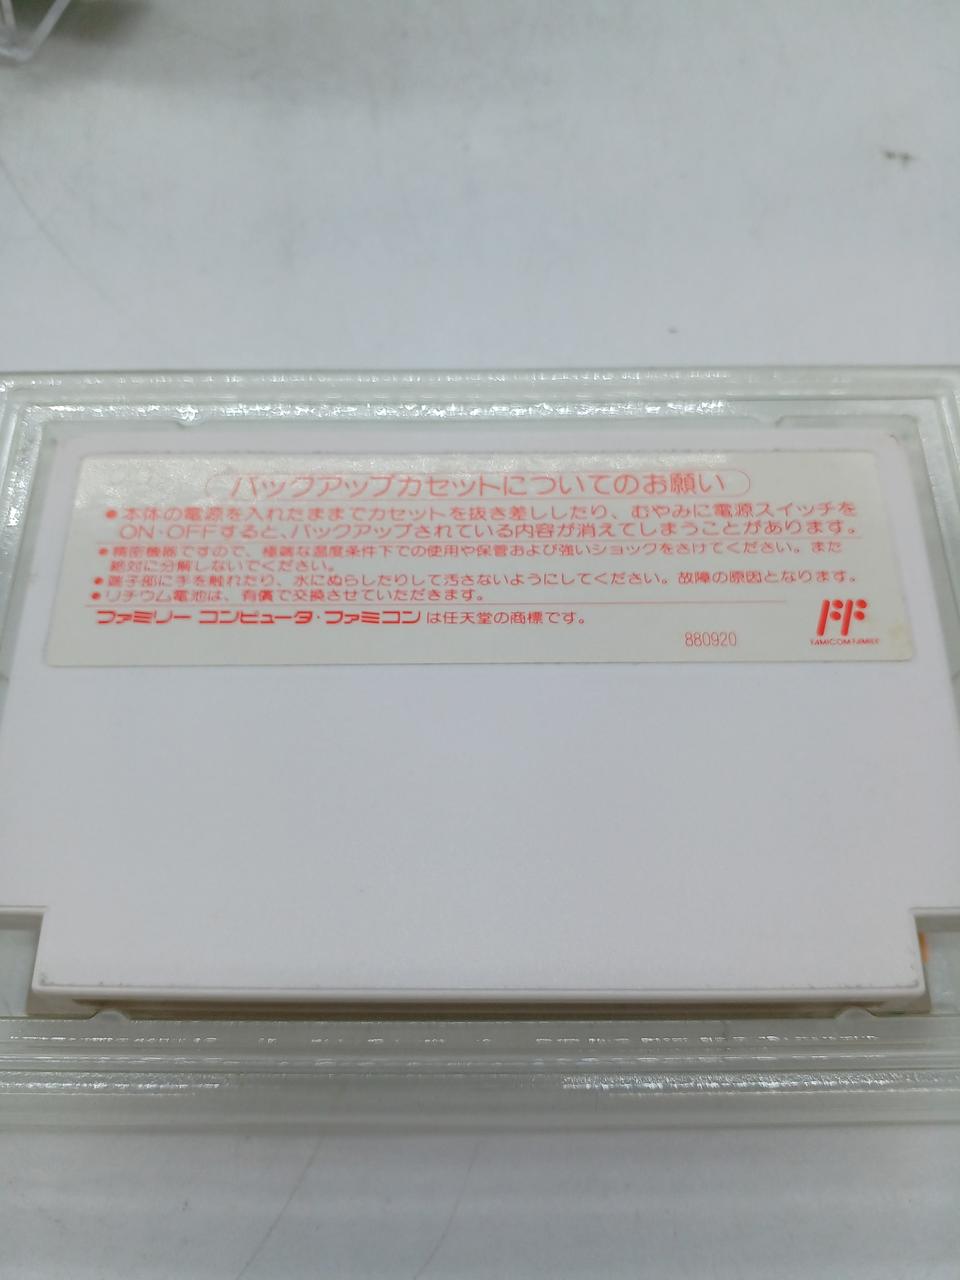 バックアップカセットについてのお願い
●本体の電源を入れたままでカセットを抜き差ししたり、むやみに電源スイッチを
ON・OFFすると、バックアップされている内容が消えてしまうことがあります。
●精密機器ですので、極端な温度条件下での使用や保管および強いショックをさけてください。また
絶対に分解しないでください。
●端子部に手を触れたり、水にぬらしたりして汚さないようにしてください。故障の原因となります。
●リチウム電池は、有償で交換させていただきます。
ファミリー コンピュータ・ファミコン は任天堂の商標です。
880920
FF
FAMICOM FAMILY